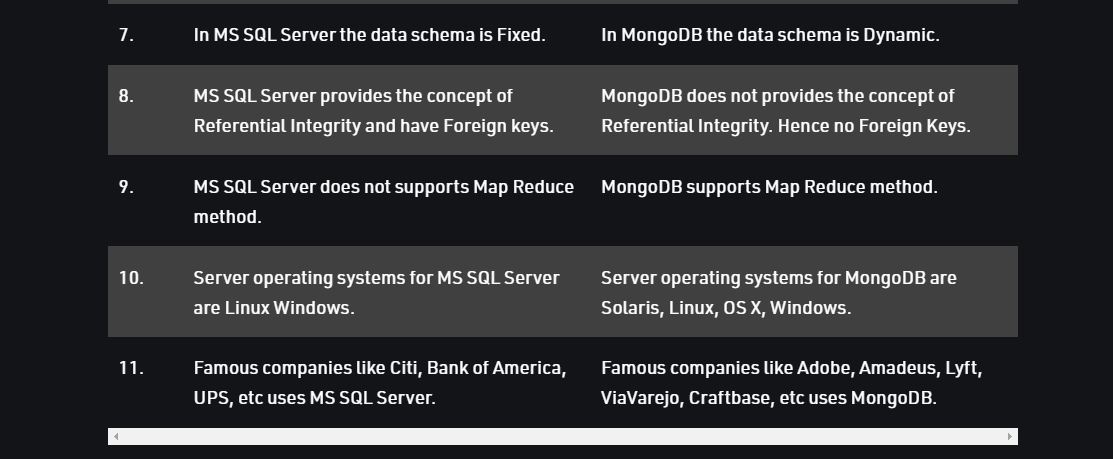 7. In MS SQL Server the data schema is Fixed. In MongoDB the data schema is Dynamic.
8. MS SQL Server provides the concept of MongoDB does not provides the concept of
Referential Integrity and have Foreign keys. Referential Integrity. Hence no Foreign Keys.
9. MS SQL Server does not supports Map Reduce MongoDB supports Map Reduce method.
method.
10. Server operating systems for MS SQL Server Server operating systems for MongoDB are
are Linux Windows. Solaris, Linux, OS X, Windows.
11. Famous companies like Citi, Bank of America, Famous companies like Adobe, Amadeus, Lyft,
UPS, etc uses MS SQL Server. ViaVarejo, Craftbase, etc uses MongoDB.